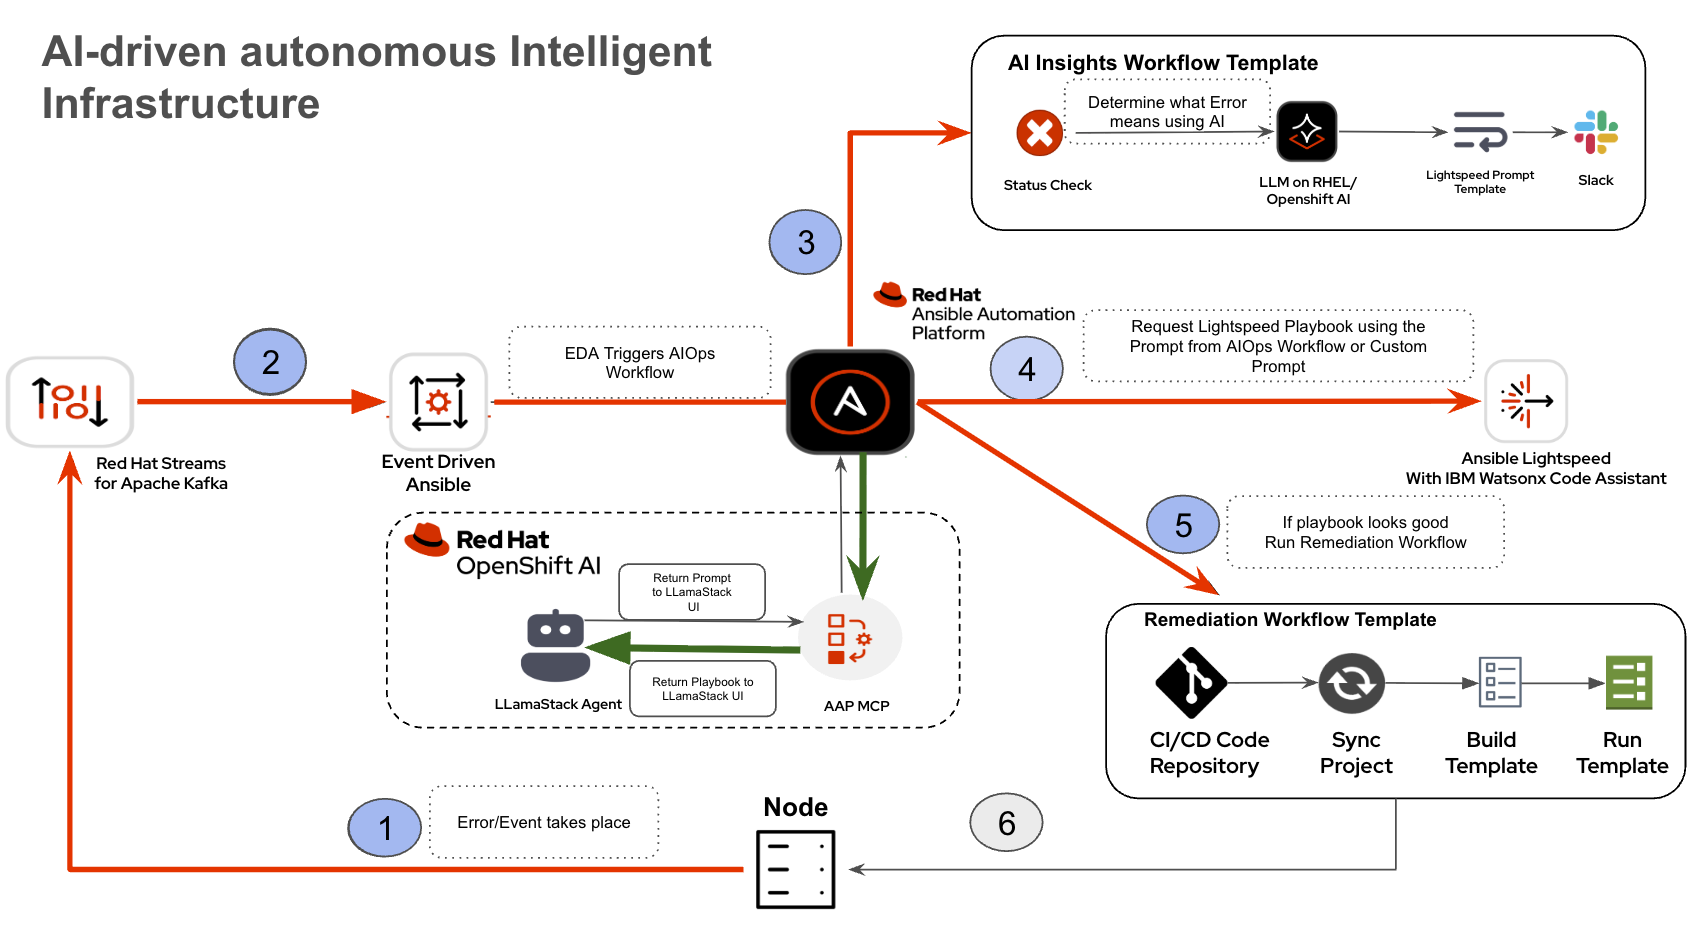 AI-driven autonomous Intelligent
Infrastructure
AI Insights Workflow Template
Determine what Error
means using AI
Status Check
LLM on RHEL/
Openshift AI
Lightspeed Prompt
Template
Slack
3
Red Hat
Ansible Automation
Platform
2
EDA Triggers AIOps
Workflow
4
Request Lightspeed Playbook using the
Prompt from AIOps Workflow or Custom
Prompt
Red Hat Streams
for Apache Kafka
Event Driven
Ansible
Ansible Lightspeed
With IBM Watsonx Code Assistant
5
If playbook looks good
Run Remediation Workflow
Red Hat
OpenShift AI
Return Prompt
to LLamaStack
UI
Return Playbook to
LLamaStack UI
LLamaStack Agent
AAP MCP
Remediation Workflow Template
CI/CD Code
Repository
Sync
Project
Build
Template
Run
Template
1
Error/Event takes place
Node
6